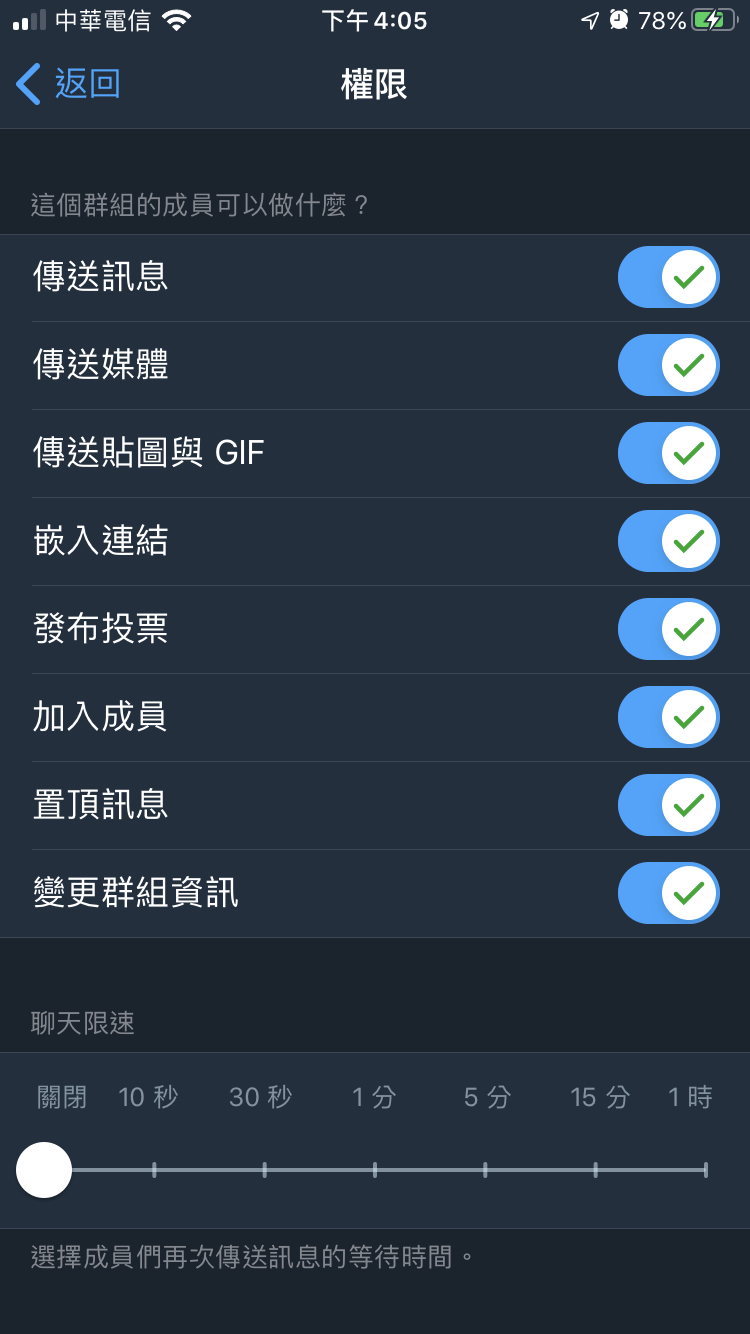 中華電信 下午4:05 78%
返回 權限
這個群組的成員可以做什麼？
傳送訊息
傳送媒體
傳送貼圖與 GIF
嵌入連結
發布投票
加入成員
置頂訊息
變更群組資訊
聊天限速
關閉 10 秒 30 秒 1 分 5 分 15 分 1 時
選擇成員們再次傳送訊息的等待時間。